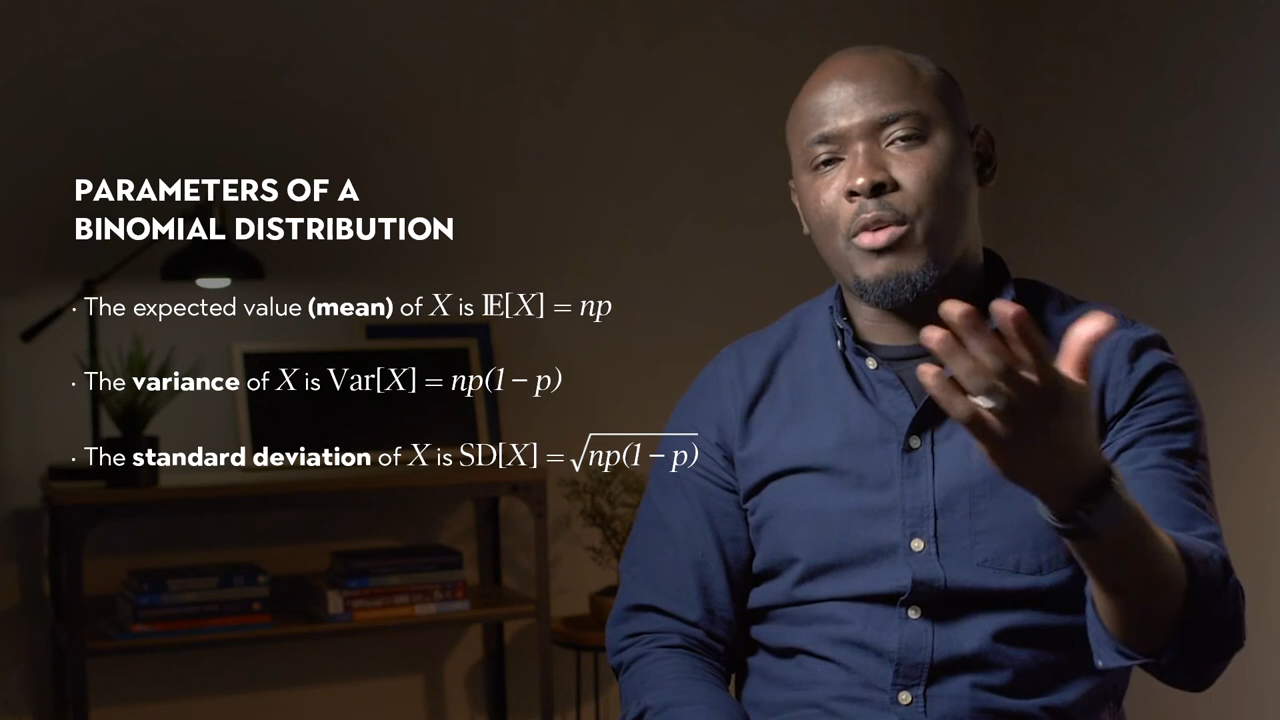 PARAMETERS OF A
BINOMIAL DISTRIBUTION
· The expected value (mean) of X is 𝔼[X] = np
· The variance of X is Var[X] = np(1 − p)
· The standard deviation of X is SD[X] = √np(1 − p)